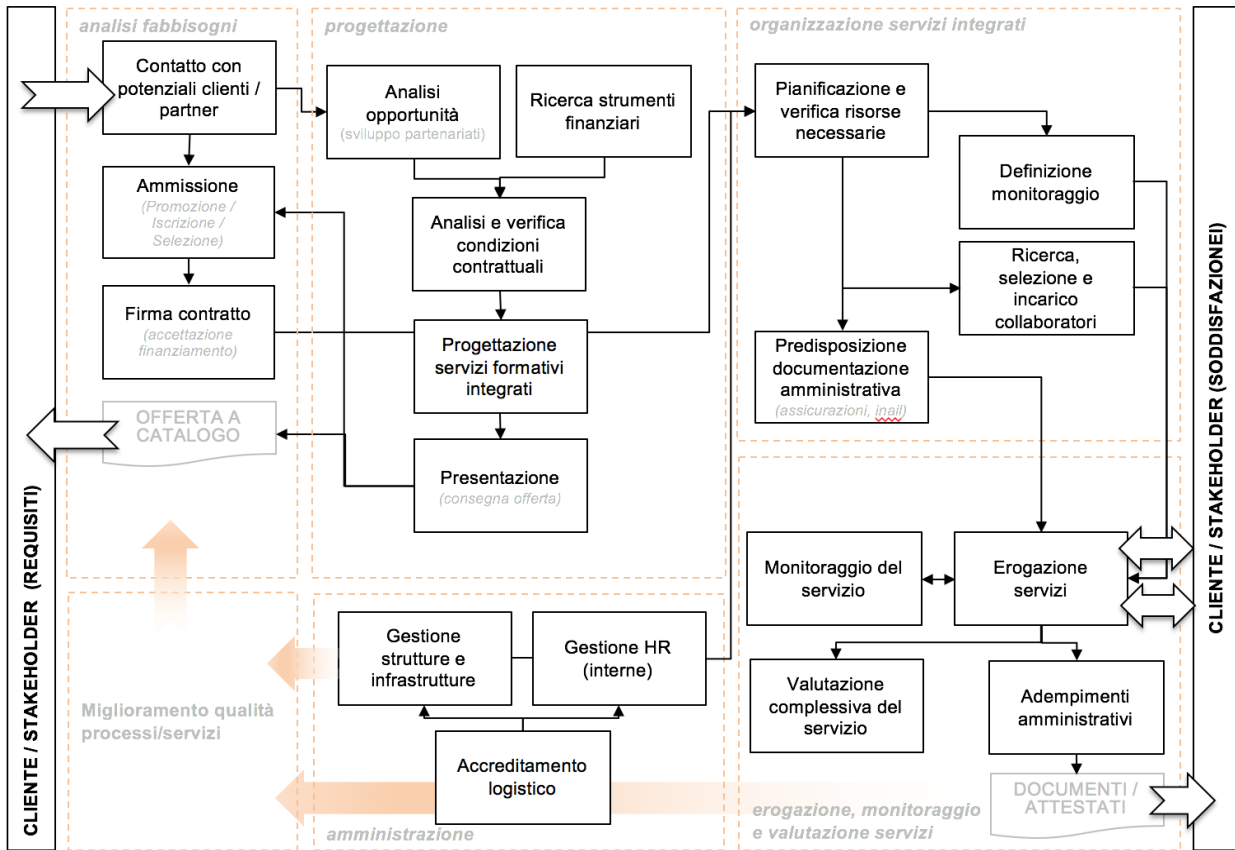 CLIENTE / STAKEHOLDER  (REQUISITI)
analisi fabbisogni
Contatto con
potenziali clienti /
partner
Ammissione
(Promozione /
Iscrizione /
Selezione)
Firma contratto
(accettazione
finanziamento)
OFFERTA A
CATALOGO
progettazione
Analisi
opportunità
(sviluppo partenariati)
Ricerca strumenti
finanziari
Analisi e verifica
condizioni
contrattuali
Progettazione
servizi formativi
integrati
Presentazione
(consegna offerta)
organizzazione servizi integrati
Pianificazione e
verifica risorse
necessarie
Definizione
monitoraggio
Ricerca,
selezione e
incarico
collaboratori
Predisposizione
documentazione
amministrativa
(assicurazioni, inail)
Miglioramento qualità
processi/servizi
Gestione
strutture e
infrastrutture
Gestione HR
(interne)
Accreditamento
logistico
amministrazione
Monitoraggio del
servizio
Erogazione
servizi
Valutazione
complessiva del
servizio
Adempimenti
amministrativi
DOCUMENTI /
ATTESTATI
erogazione, monitoraggio
e valutazione servizi
CLIENTE / STAKEHOLDER (SODDISFAZIONEI)